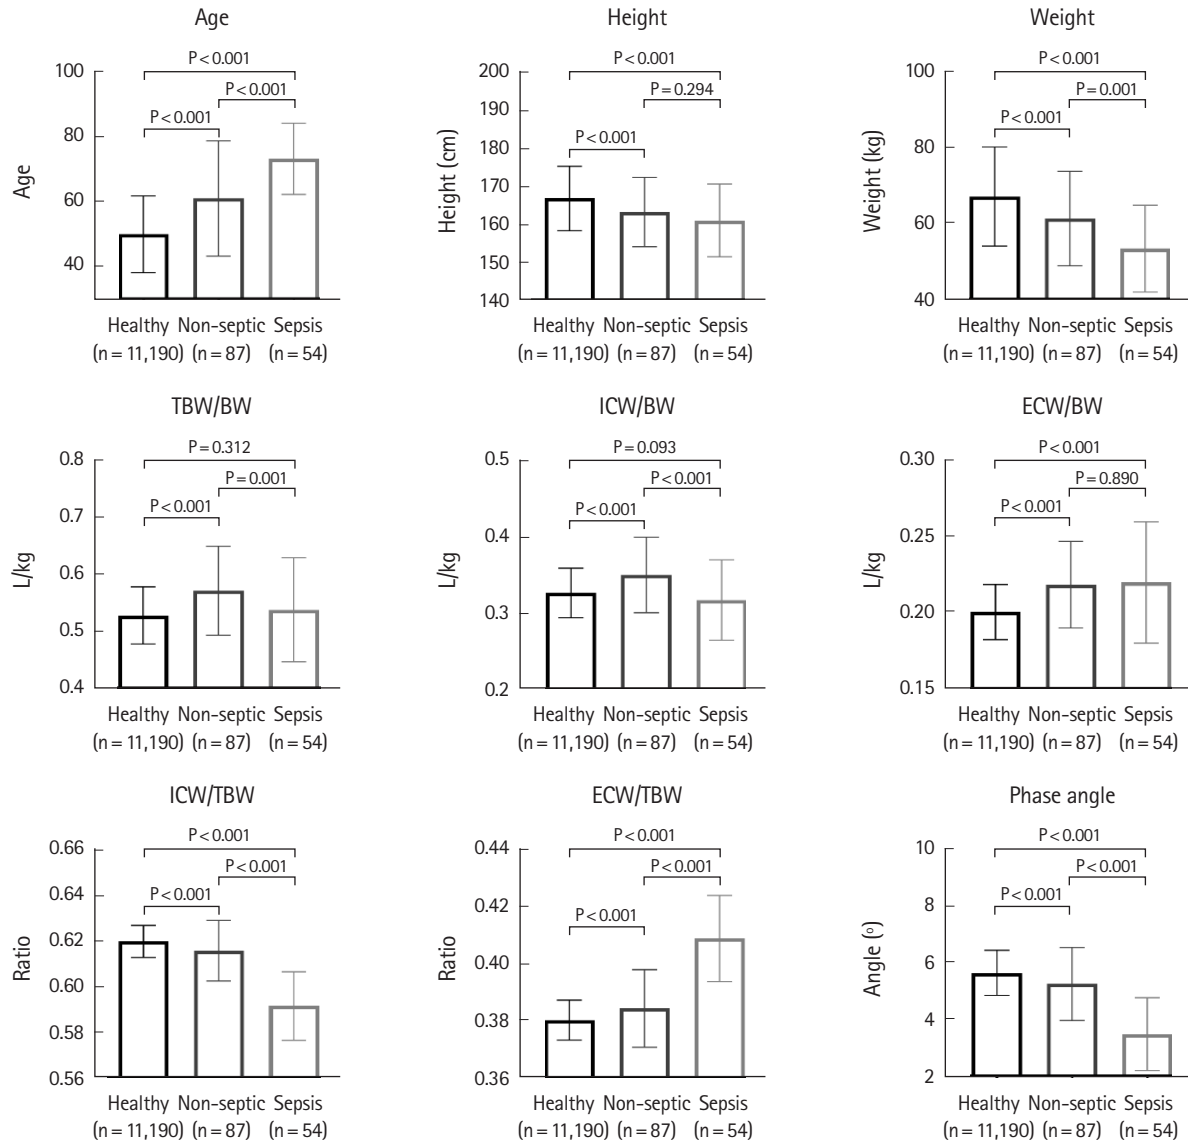 Age
P < 0.001
P < 0.001
P < 0.001
100
80
60
40
Age
Healthy Non-septic Sepsis
(n = 11,190) (n = 87) (n = 54)
Height
P < 0.001
P = 0.294
P < 0.001
200
190
180
170
160
150
140
Height (cm)
Healthy Non-septic Sepsis
(n = 11,190) (n = 87) (n = 54)
Weight
P < 0.001
P = 0.001
P < 0.001
100
80
60
40
Weight (kg)
Healthy Non-septic Sepsis
(n = 11,190) (n = 87) (n = 54)
TBW/BW
P = 0.312
P = 0.001
P < 0.001
0.8
0.7
0.6
0.5
0.4
L/kg
Healthy Non-septic Sepsis
(n = 11,190) (n = 87) (n = 54)
ICW/BW
P = 0.093
P < 0.001
P < 0.001
0.5
0.4
0.3
0.2
L/kg
Healthy Non-septic Sepsis
(n = 11,190) (n = 87) (n = 54)
ECW/BW
P < 0.001
P = 0.890
P < 0.001
0.30
0.25
0.20
0.15
L/kg
Healthy Non-septic Sepsis
(n = 11,190) (n = 87) (n = 54)
ICW/TBW
P < 0.001
P < 0.001
P < 0.001
0.66
0.64
0.62
0.60
0.58
0.56
Ratio
Healthy Non-septic Sepsis
(n = 11,190) (n = 87) (n = 54)
ECW/TBW
P < 0.001
P < 0.001
P < 0.001
0.44
0.42
0.40
0.38
0.36
Ratio
Healthy Non-septic Sepsis
(n = 11,190) (n = 87) (n = 54)
Phase angle
P < 0.001
P < 0.001
P < 0.001
10
8
6
4
2
Angle (º)
Healthy Non-septic Sepsis
(n = 11,190) (n = 87) (n = 54)